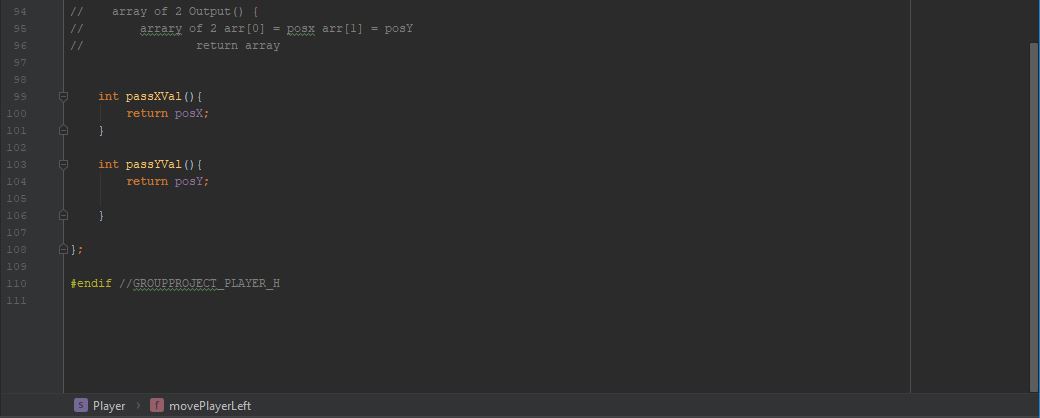 94 //    array of 2 Output() {
95 //        arrary of 2 arr[0] = posx arr[1] = posY
96 //                return array
97
98
99     int passXVal(){
100         return posX;
101     }
102
103     int passYVal(){
104         return posY;
105
106     }
107
108 };
109
110 #endif //GROUPPROJECT_PLAYER_H
111
S Player › f movePlayerLeft